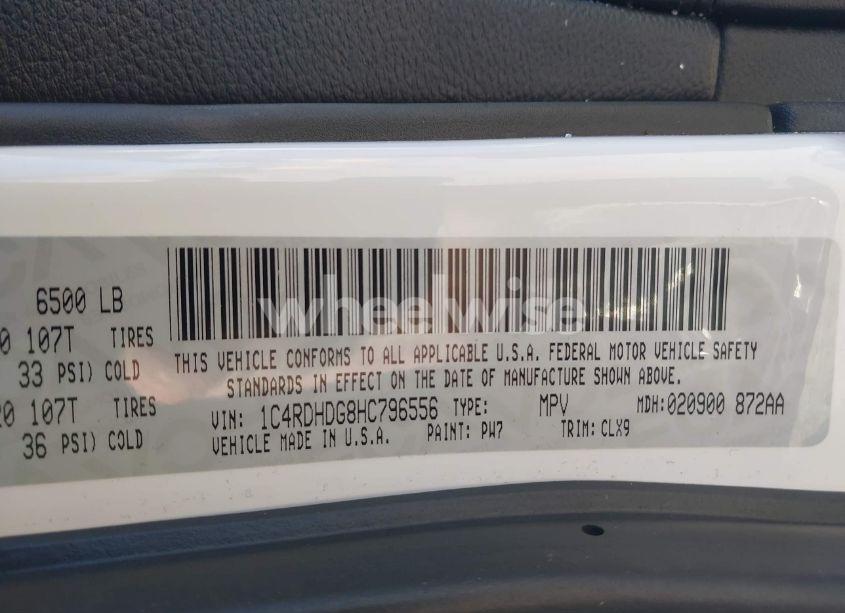 6500 LB
0 107T TIRES
33 PSI) COLD
20 107T TIRES
36 PSI) COLD
wheelwise
THIS VEHICLE CONFORMS TO ALL APPLICABLE U.S.A. FEDERAL MOTOR VEHICLE SAFETY
STANDARDS IN EFFECT ON THE DATE OF MANUFACTURE SHOWN ABOVE.
VIN: 1C4RDHDG8HC796556 TYPE: MPV MDH:020900 872AA
VEHICLE MADE IN U.S.A. PAINT: PW7 TRIM: CLX9